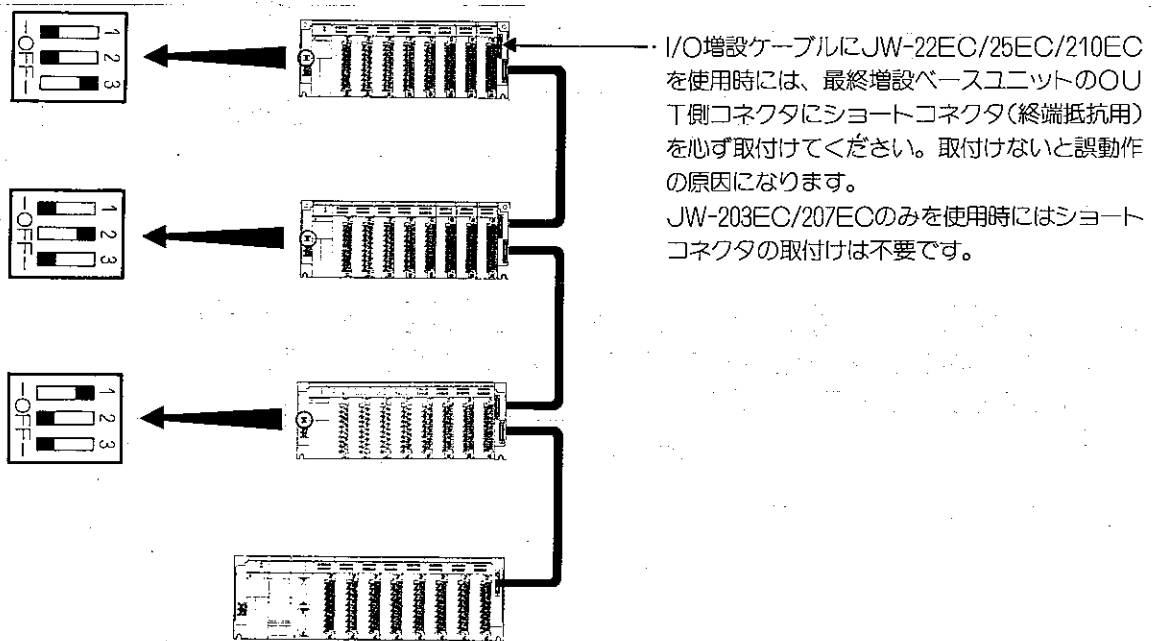 I/O増設ケーブルにJW-22EC/25EC/210EC
を使用時には、最終増設ベースユニットのOU
T側コネクタにショートコネクタ(終端抵抗用)
を必ず取付けてください。取付けないと誤動作
の原因になります。
JW-203EC/207ECのみを使用時にはショート
コネクタの取付けは不要です。
OFF
1
2
3
OFF
1
2
3
OFF
1
2
3